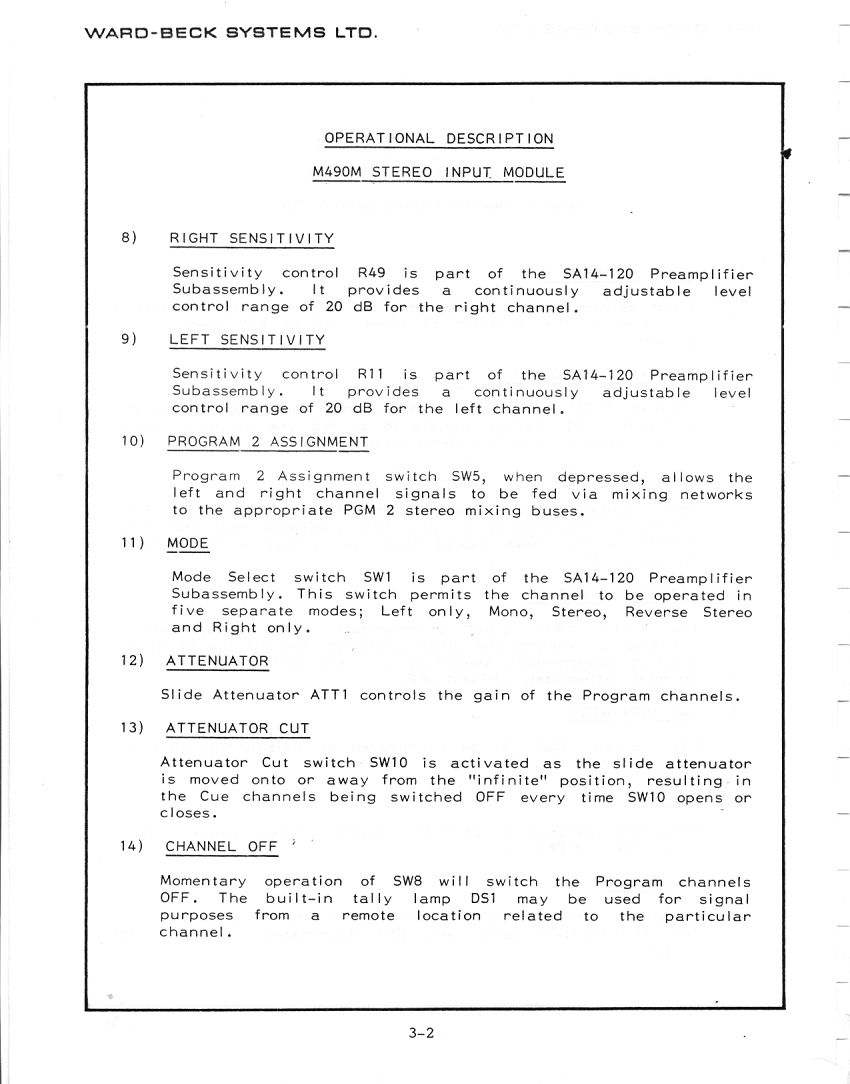 WARD-BECK SYSTEMS LTD.
OPERATIONAL DESCRIPTION
M490M STEREO INPUT MODULE
8) RIGHT SENSITIVITY
Sensitivity control R49 is part of the SA14-120 Preamplifier
Subassembly. It provides a continuously adjustable level
control range of 20 dB for the right channel.
9) LEFT SENSITIVITY
Sensitivity control R11 is part of the SA14-120 Preamplifier
Subassembly. It provides a continuously adjustable level
control range of 20 dB for the left channel.
10) PROGRAM 2 ASSIGNMENT
Program 2 Assignment switch SW5, when depressed, allows the
left and right channel signals to be fed via mixing networks
to the appropriate PGM 2 stereo mixing buses.
11) MODE
Mode Select switch SW1 is part of the SA14-120 Preamplifier
Subassembly. This switch permits the channel to be operated in
five separate modes; Left only, Mono, Stereo, Reverse Stereo
and Right only.
12) ATTENUATOR
Slide Attenuator ATT1 controls the gain of the Program channels.
13) ATTENUATOR CUT
Attenuator Cut switch SW10 is activated as the slide attenuator
is moved onto or away from the "infinite" position, resulting in
the Cue channels being switched OFF every time SW10 opens or
closes.
14) CHANNEL OFF
Momentary operation of SW8 will switch the Program channels
OFF. The built-in tally lamp DS1 may be used for signal
purposes from a remote location related to the particular
channel.
3-2